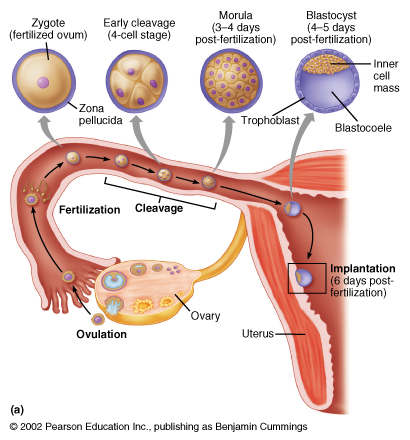 Zygote
(fertilized ovum)
Early cleavage
(4-cell stage)
Morula
(3–4 days
post-fertilization)
Blastocyst
(4–5 days
post-fertilization)
Inner
cell
mass
Zona
pellucida
Trophoblast
Blastocoele
Fertilization
Cleavage
Implantation
(6 days post-
fertilization)
Ovary
Ovulation
Uterus
(a)
© 2002 Pearson Education Inc., publishing as Benjamin Cummings